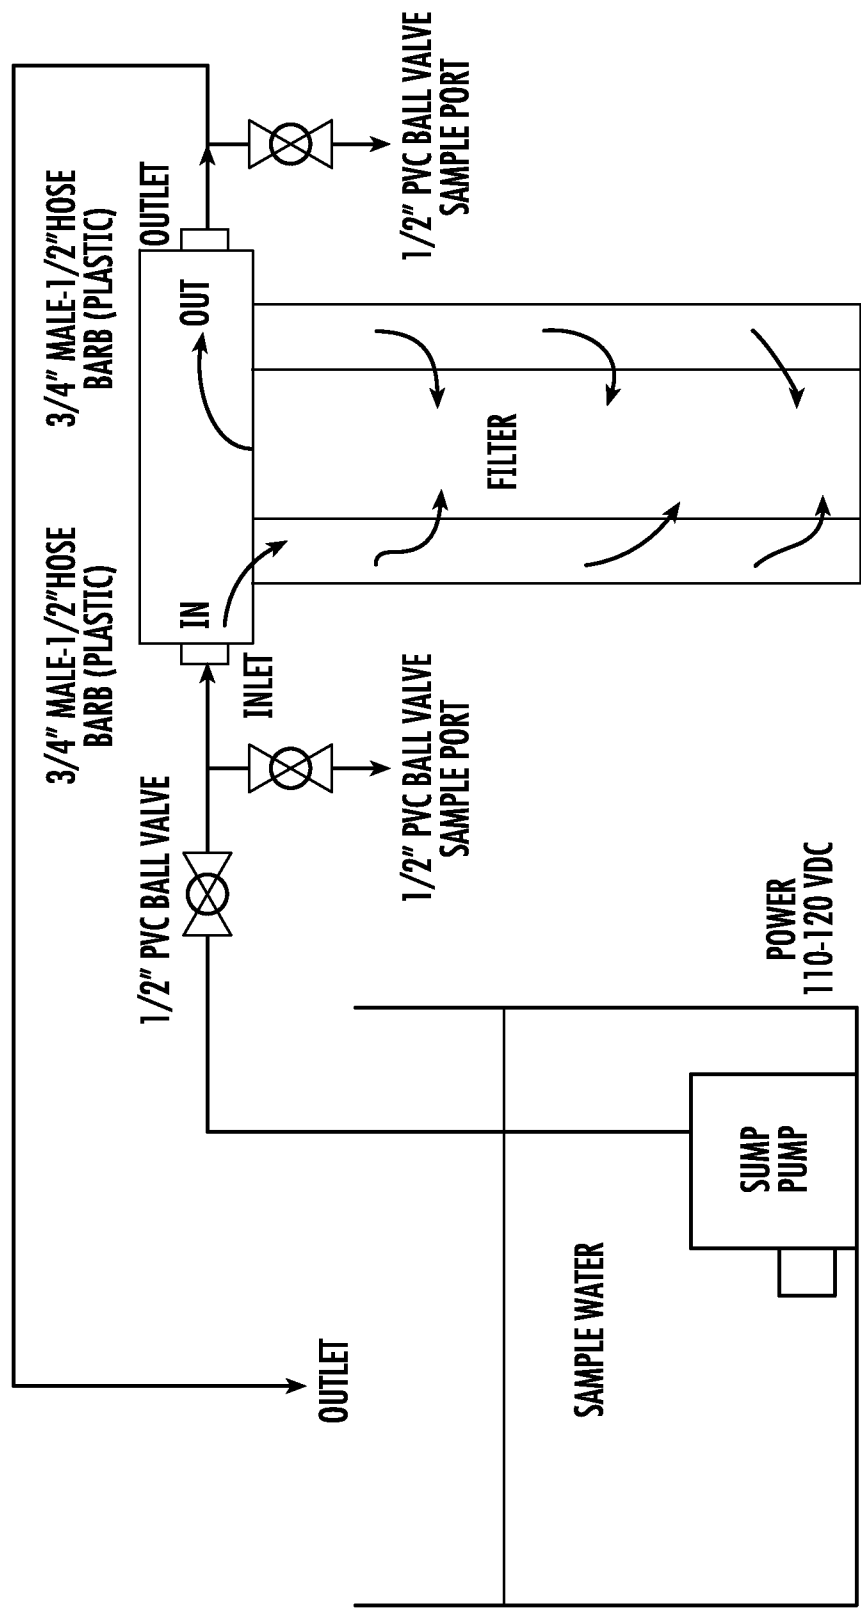 3/4" MALE-1/2"HOSE
BARB (PLASTIC)
3/4" MALE-1/2"HOSE
BARB (PLASTIC)
1/2" PVC BALL VALVE
INLET
IN
OUT
OUTLET
1/2" PVC BALL VALVE
SAMPLE PORT
1/2" PVC BALL VALVE
SAMPLE PORT
FILTER
OUTLET
SAMPLE WATER
SUMP
PUMP
POWER
110-120 VDC